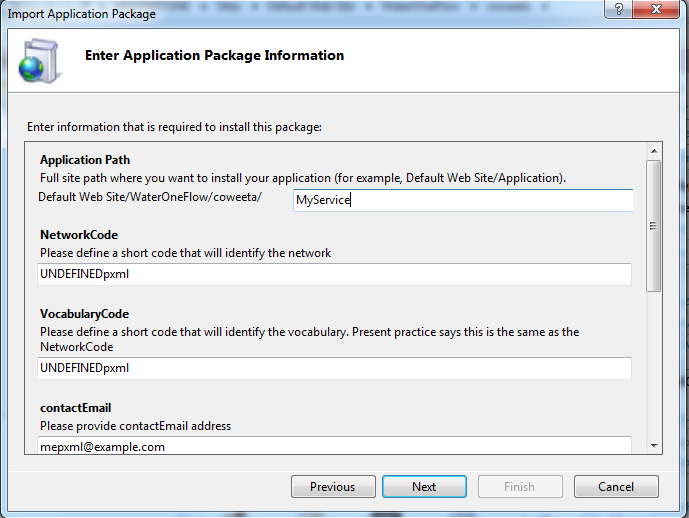 Import Application Package
Enter Application Package Information
Enter information that is required to install this package:
Application Path
Full site path where you want to install your application (for example, Default Web Site/Application).
Default Web Site/WaterOneFlow/coweeta/ MyService
NetworkCode
Please define a short code that will identify the network
UNDEFINEDpxml
VocabularyCode
Please define a short code that will identify the vocabulary. Present practice says this is the same as the
NetworkCode
UNDEFINEDpxml
contactEmail
Please provide contactEmail address
mepxml@example.com
Previous Next Finish Cancel